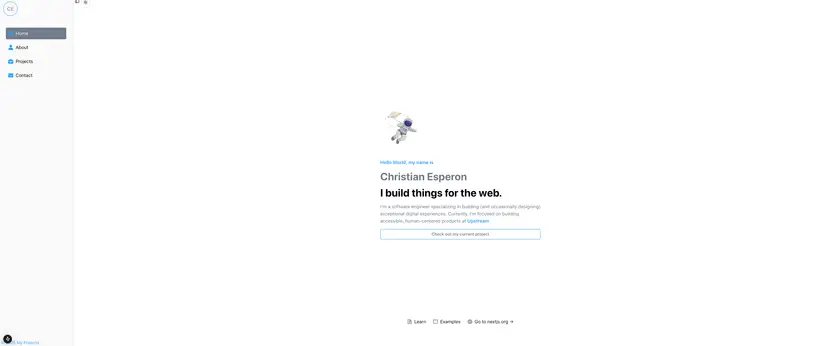 CE
Home
About
Projects
Contact
Hello World, my name is
Christian Esperon
I build things for the web.
I'm a software engineer specializing in building (and occasionally designing)
exceptional digital experiences. Currently, I'm focused on building
accessible, human-centered products at Upstream.
Check out my current project
Learn
Examples
Go to nextjs.org →
My Projects